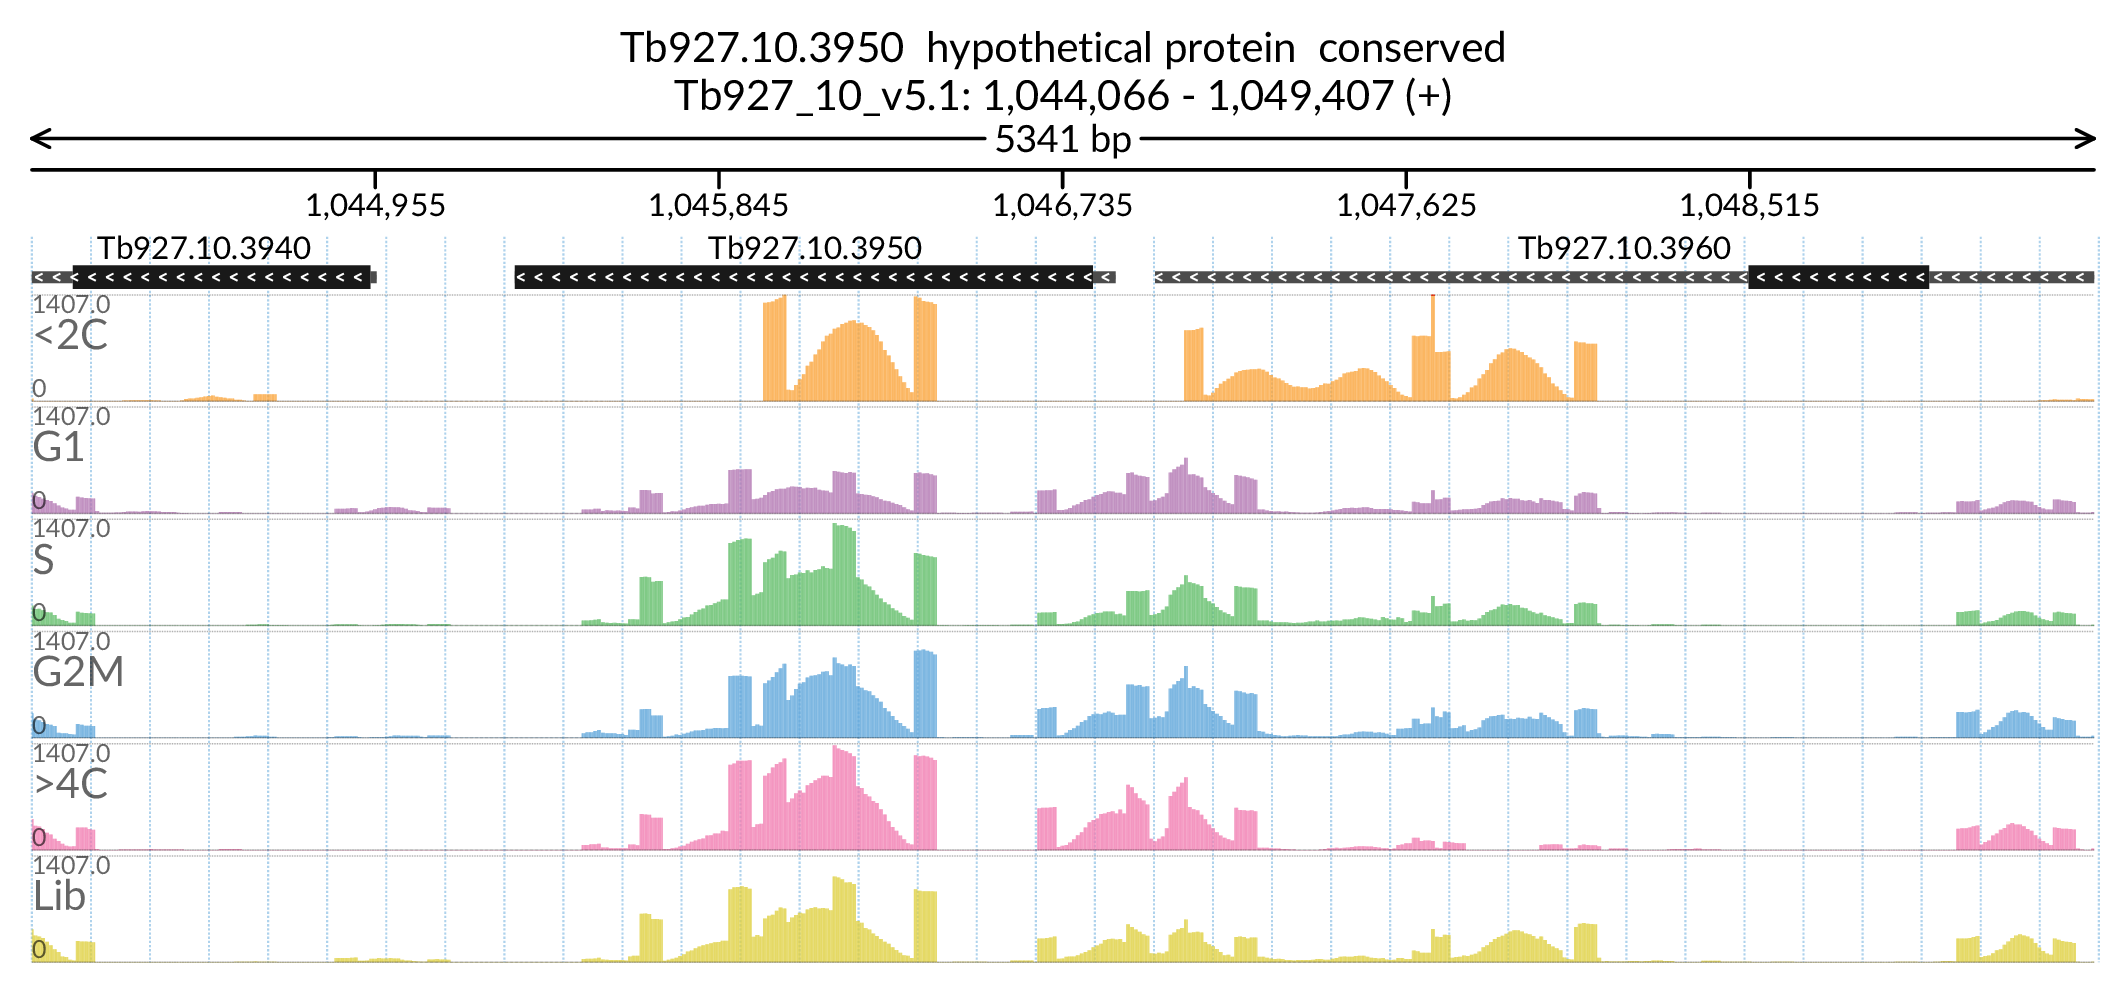 Tb927.10.3950  hypothetical protein  conserved
Tb927_10_v5.1: 1,044,066 - 1,049,407 (+)
5341 bp
1,044,955 1,045,845 1,046,735 1,047,625 1,048,515
Tb927.10.3940 Tb927.10.3950 Tb927.10.3960
1407.0
<2C
0
1407.0
G1
0
1407.0
S
0
1407.0
G2M
0
1407.0
>4C
0
1407.0
Lib
0